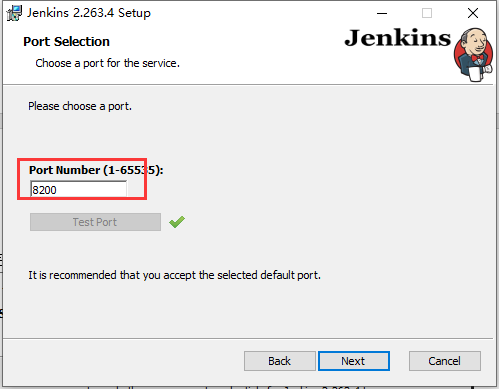 Jenkins 2.263.4 Setup
Port Selection
Choose a port for the service.
Jenkins
Please choose a port.
Port Number (1-65535):
8200
Test Port
It is recommended that you accept the selected default port.
Back
Next
Cancel